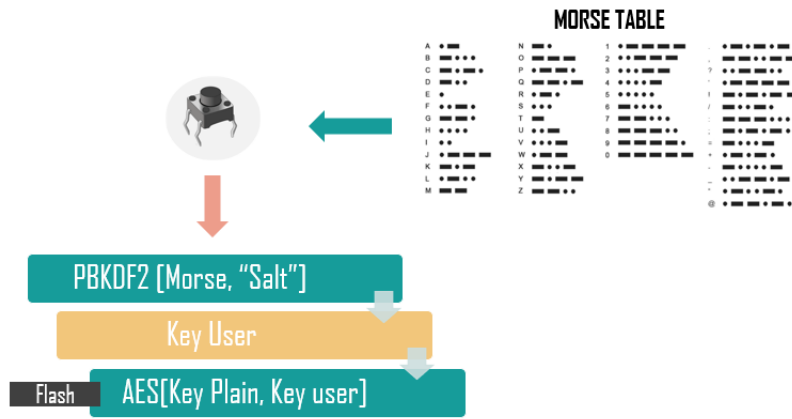 MORSE TABLE
A N 1 .
B O 2 ,
C P 3 ?
D Q 4 '
E R 5 !
F S 6 /
G T 7 :
H U 8 ;
I V 9 =
J W 0 +
K X -
L Y _
M Z "
@
PBKDF2 [Morse, “Salt”]
Key User
Flash AES[Key Plain, Key user]